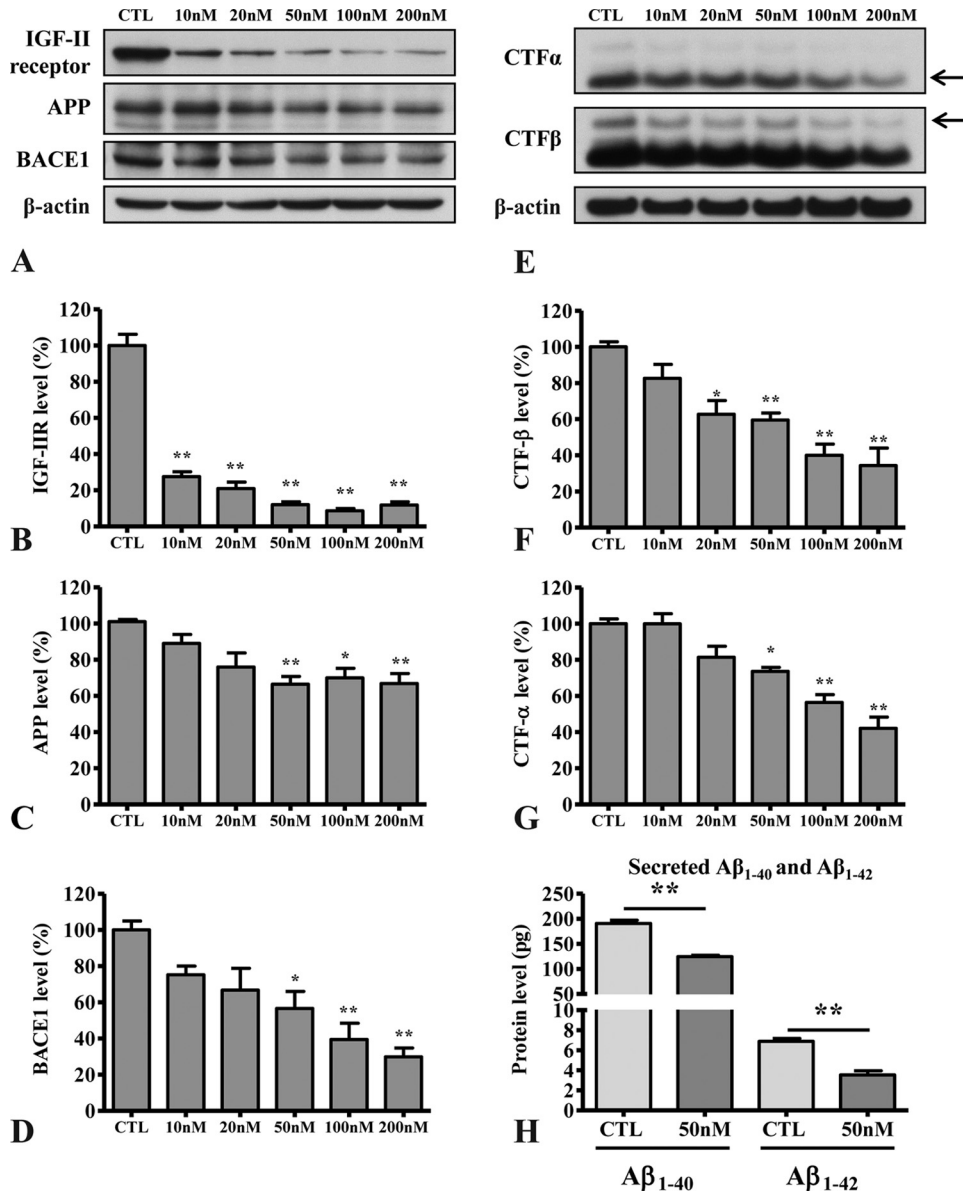 CTL 10nM 20nM 50nM 100nM 200nM
IGF-II
receptor
APP
BACE1
β-actin
A
CTL 10nM 20nM 50nM 100nM 200nM
CTFα
CTFβ
β-actin
E
IGF-IIR level (%)
120
100
80
60
40
20
0
** ** ** ** **
CTL 10nM 20nM 50nM 100nM 200nM
B
CTF-β level (%)
120
100
80
60
40
20
0
* ** ** **
CTL 10nM 20nM 50nM 100nM 200nM
F
APP level (%)
120
100
80
60
40
20
0
** * **
CTL 10nM 20nM 50nM 100nM 200nM
C
CTF-α level (%)
120
100
80
60
40
20
0
* ** **
CTL 10nM 20nM 50nM 100nM 200nM
G
BACE1 level (%)
120
100
80
60
40
20
0
* ** **
CTL 10nM 20nM 50nM 100nM 200nM
D
Secreted Aβ1-40 and Aβ1-42
Protein level (pg)
250
200
150
100
50
10
8
6
4
2
0
** **
CTL 50nM CTL 50nM
Aβ1-40 Aβ1-42
H